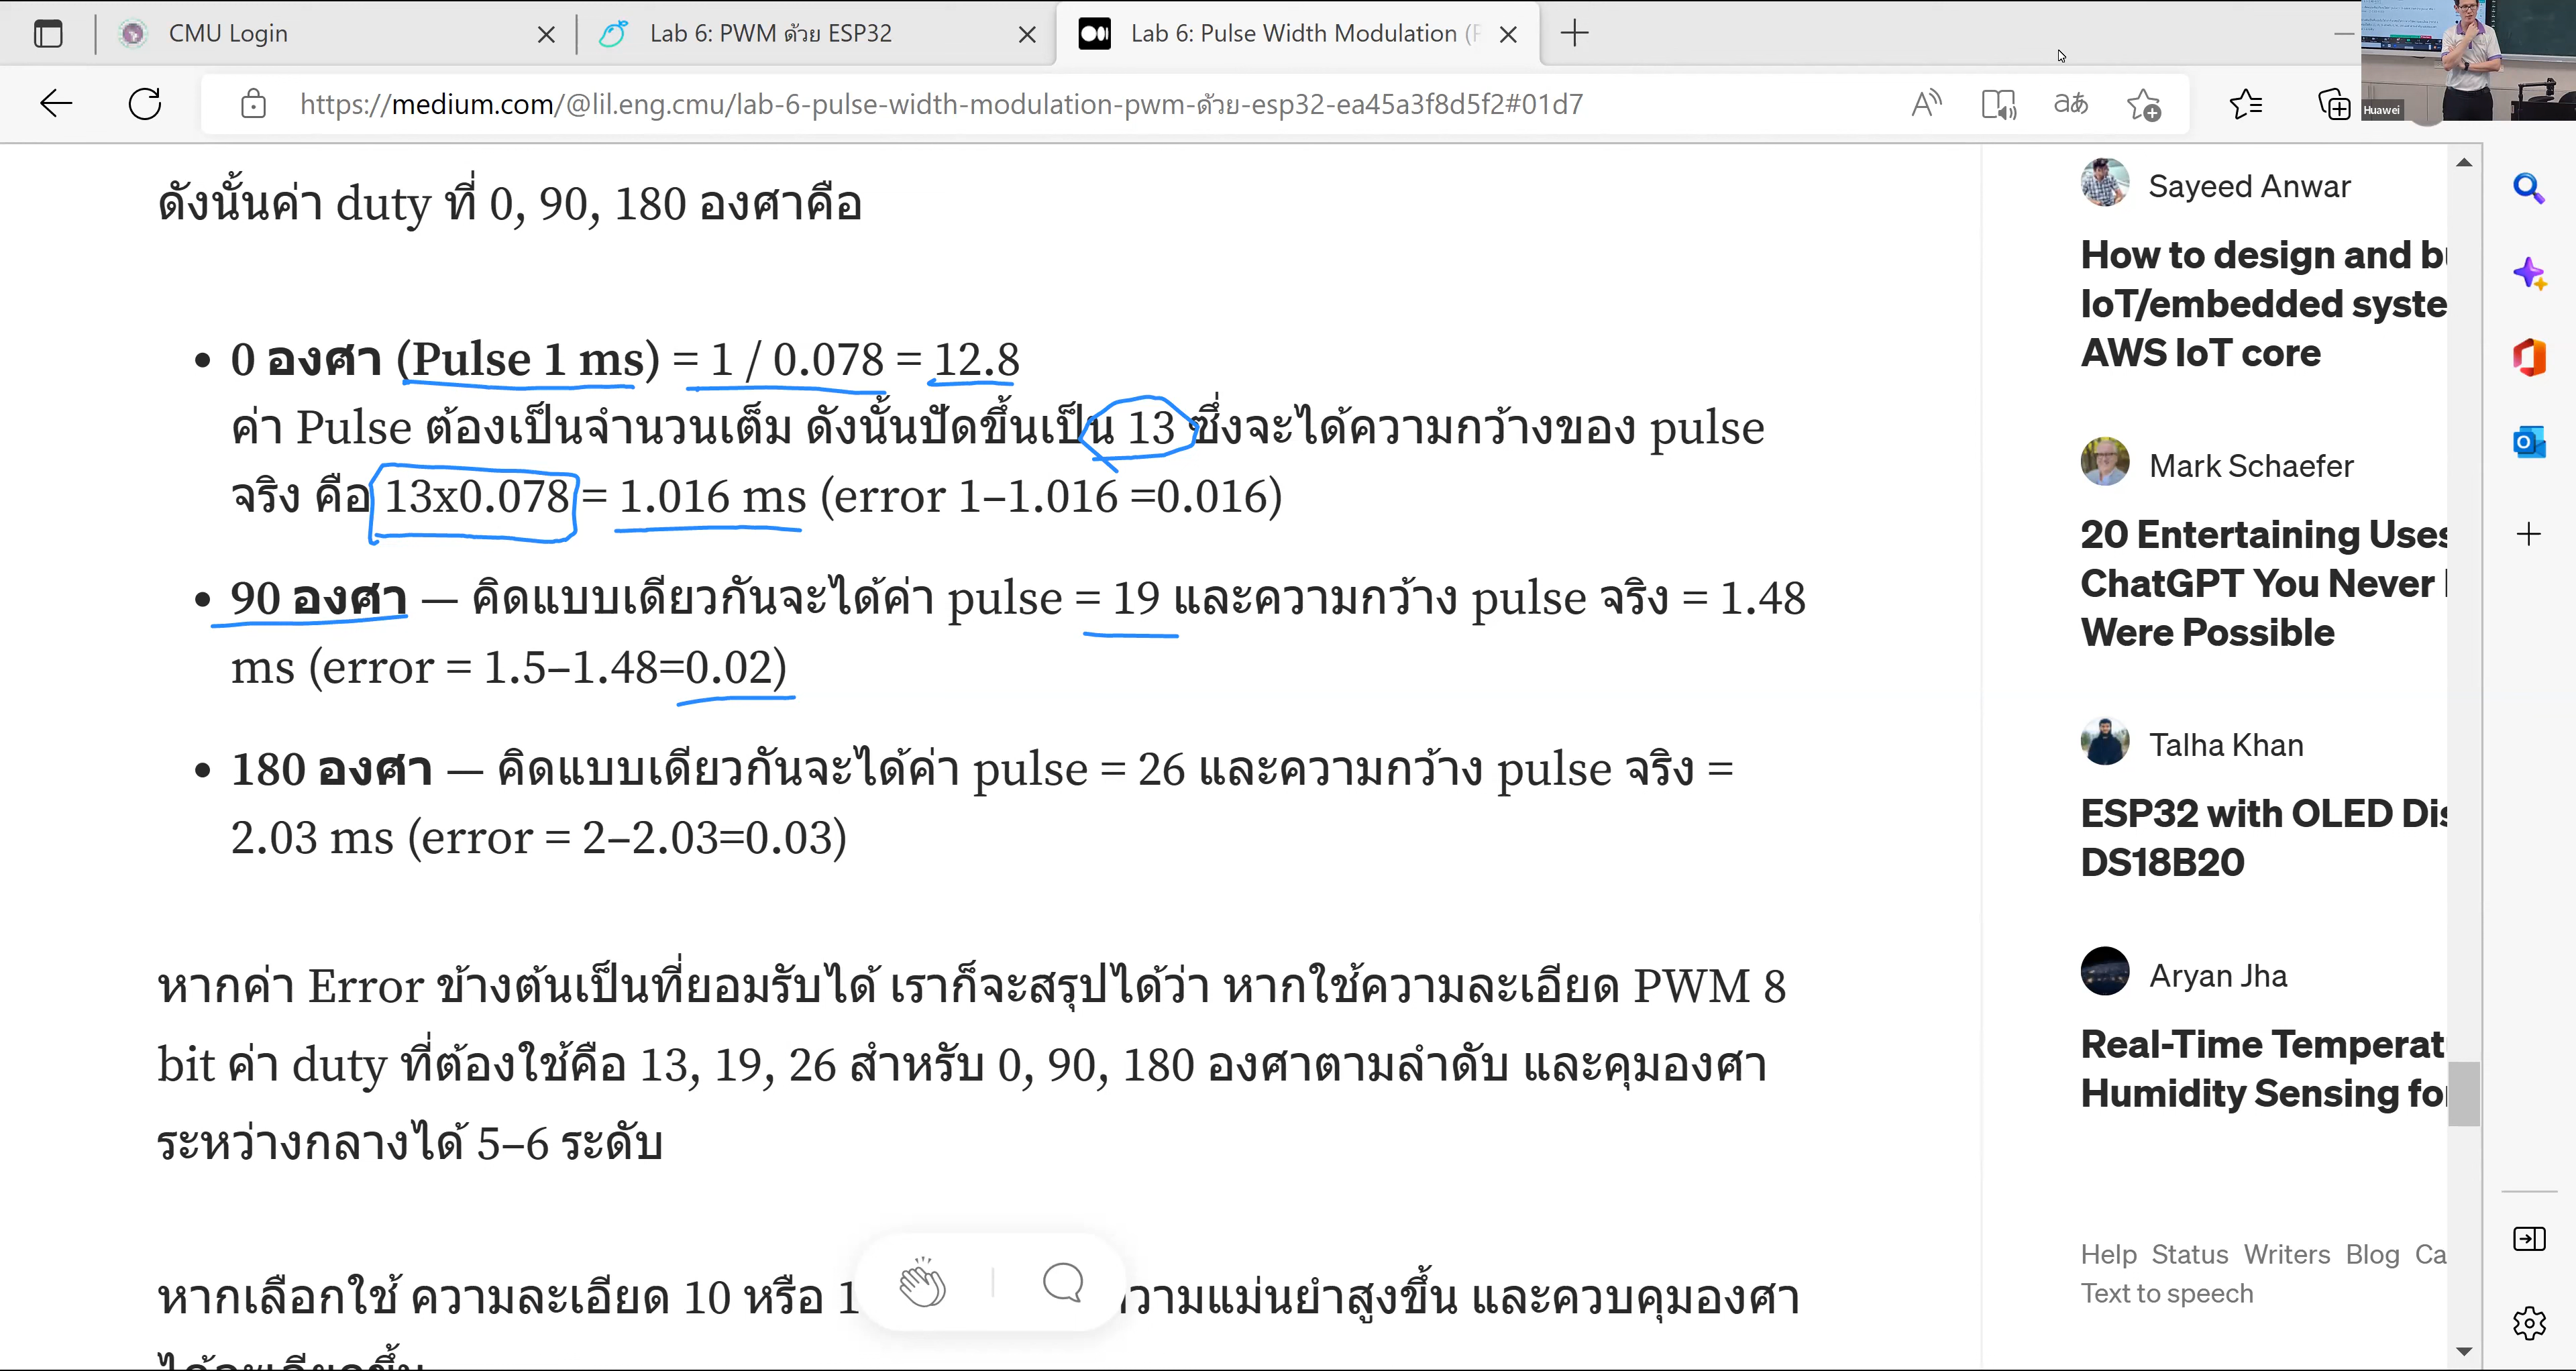 CMU Login
Lab 6: PWM ด้วย ESP32
Lab 6: Pulse Width Modulation (P
https://medium.com/@lil.eng.cmu/lab-6-pulse-width-modulation-pwm-ด้วย-esp32-ea45a3f8d5f2#01d7
Huawei
ดังนั้นค่า duty ที่ 0, 90, 180 องศาคือ
• 0 องศา (Pulse 1 ms) = 1 / 0.078 = 12.8
ค่า Pulse ต้องเป็นจำนวนเต็ม ดังนั้นปัดขึ้นเป็น 13 ซึ่งจะได้ความกว้างของ pulse
จริง คือ 13x0.078 = 1.016 ms (error 1–1.016 =0.016)
• 90 องศา — คิดแบบเดียวกันจะได้ค่า pulse = 19 และความกว้าง pulse จริง = 1.48
ms (error = 1.5–1.48=0.02)
• 180 องศา — คิดแบบเดียวกันจะได้ค่า pulse = 26 และความกว้าง pulse จริง =
2.03 ms (error = 2–2.03=0.03)
หากค่า Error ข้างต้นเป็นที่ยอมรับได้ เราก็จะสรุปได้ว่า หากใช้ความละเอียด PWM 8
bit ค่า duty ที่ต้องใช้คือ 13, 19, 26 สำหรับ 0, 90, 180 องศาตามลำดับ และคุมองศา
ระหว่างกลางได้ 5–6 ระดับ
หากเลือกใช้ ความละเอียด 10 หรือ 1 วามแม่นยำสูงขึ้น และควบคุมองศา
Sayeed Anwar
How to design and bu
IoT/embedded syste
AWS IoT core
Mark Schaefer
20 Entertaining Uses
ChatGPT You Never
Were Possible
Talha Khan
ESP32 with OLED Dis
DS18B20
Aryan Jha
Real-Time Temperat
Humidity Sensing fo
Help Status Writers Blog Ca
Text to speech